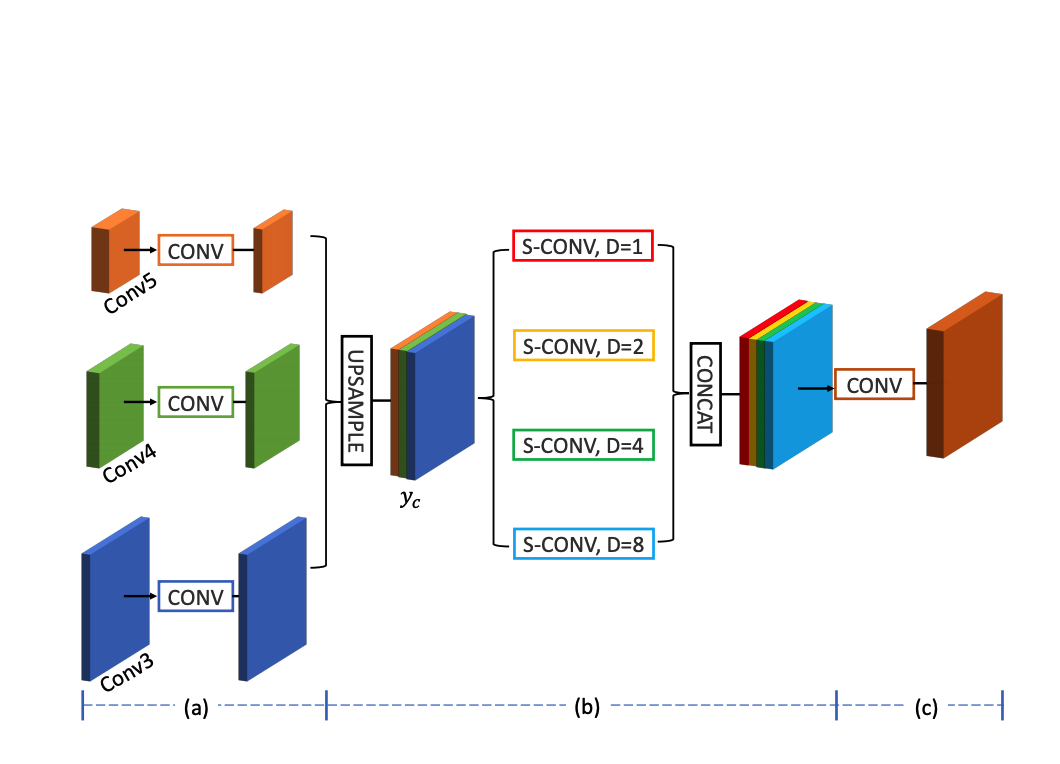 CONV
Conv5
CONV
Conv4
CONV
Conv3
UPSAMPLE
y_c
S-CONV, D=1
S-CONV, D=2
S-CONV, D=4
S-CONV, D=8
CONCAT
CONV
(a)
(b)
(c)